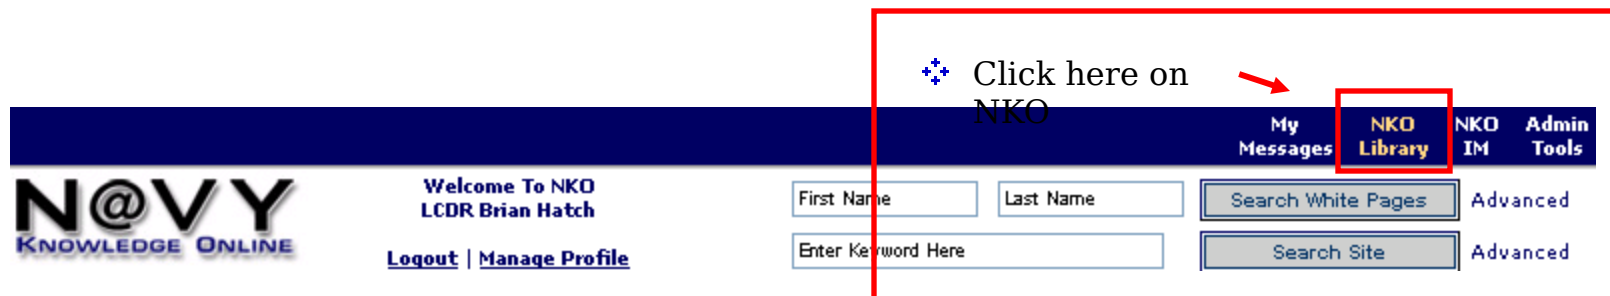 Click here on
NKO
My Messages
NKO Library
NKO IM
Admin Tools
N@VY
KNOWLEDGE ONLINE
Welcome To NKO
LCDR Brian Hatch
Logout | Manage Profile
First Name
Last Name
Search White Pages
Advanced
Enter Keyword Here
Search Site
Advanced